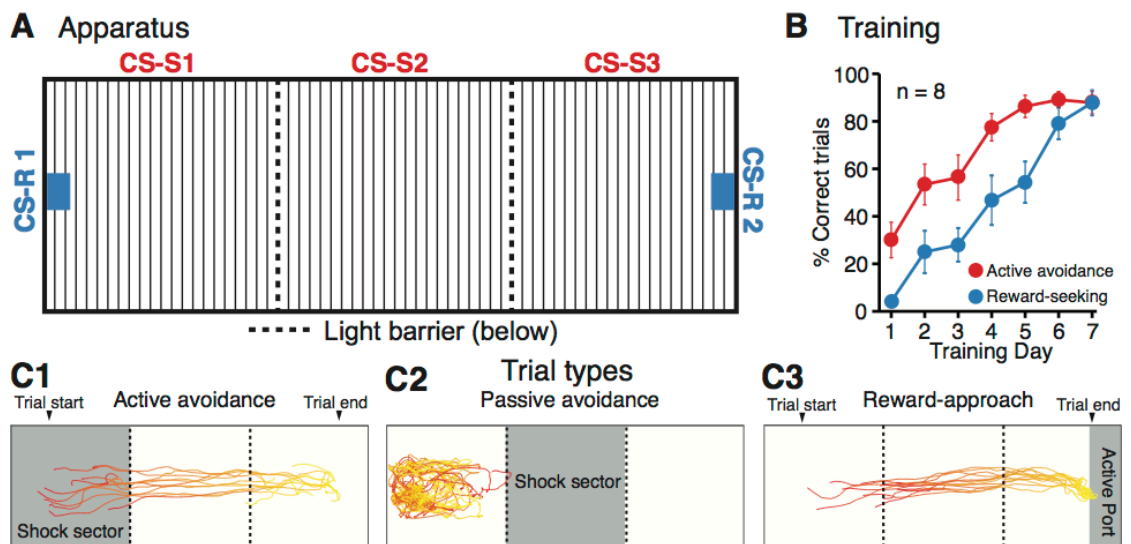 A Apparatus
CS-S1 CS-S2 CS-S3
CS-R 1
CS-R 2
Light barrier (below)
B Training
100
80
60
40
20
0
% Correct trials
n = 8
Active avoidance
Reward-seeking
1 2 3 4 5 6 7
Training Day
Trial types
C1
Trial start Active avoidance Trial end
Shock sector
C2
Passive avoidance
Shock sector
C3
Trial start Reward-approach Trial end
Active Port